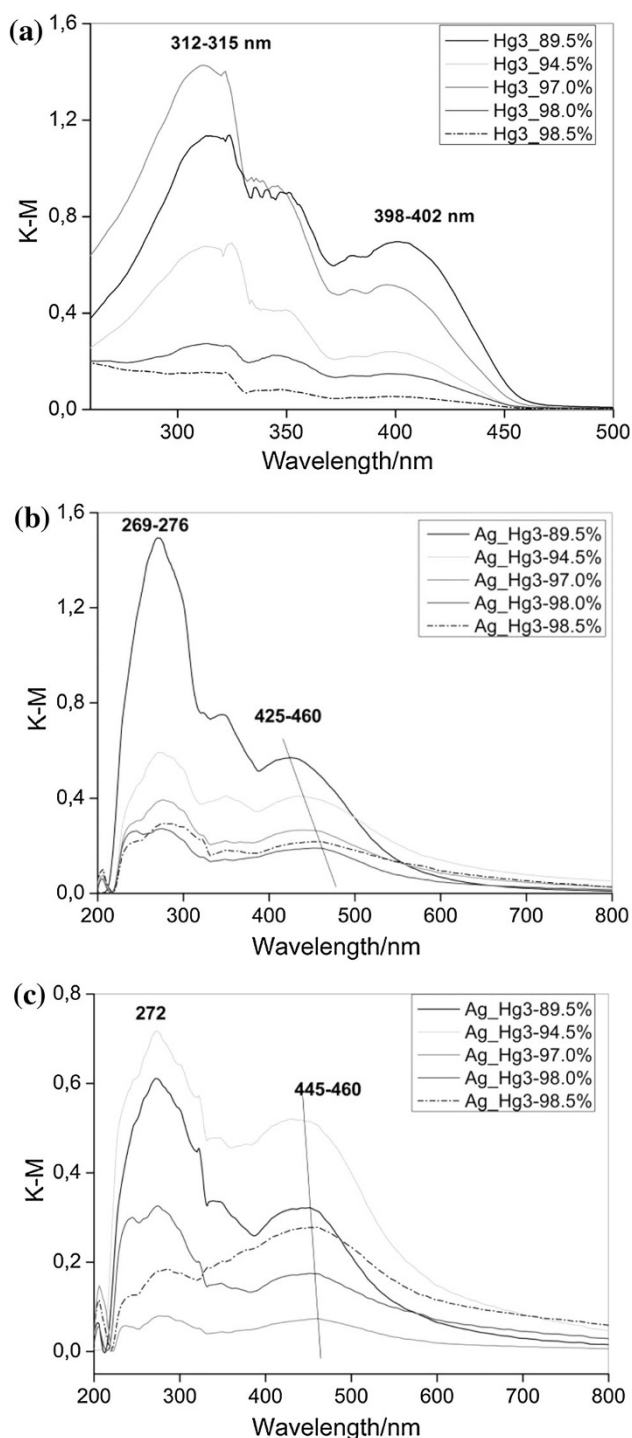 (a)
312-315 nm
Hg3_89.5%
Hg3_94.5%
Hg3_97.0%
Hg3_98.0%
Hg3_98.5%
398-402 nm
1,6
1,2
0,8
0,4
0,0
K-M
300
350
400
450
500
Wavelength/nm
(b)
269-276
Ag_Hg3-89.5%
Ag_Hg3-94.5%
Ag_Hg3-97.0%
Ag_Hg3-98.0%
Ag_Hg3-98.5%
425-460
1,6
1,2
0,8
0,4
0,0
K-M
200
300
400
500
600
700
800
Wavelength/nm
(c)
272
Ag_Hg3-89.5%
Ag_Hg3-94.5%
Ag_Hg3-97.0%
Ag_Hg3-98.0%
Ag_Hg3-98.5%
445-460
0,8
0,6
0,4
0,2
0,0
K-M
200
300
400
500
600
700
800
Wavelength/nm